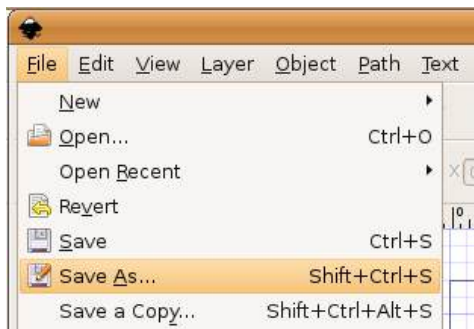 File Edit View Layer Object Path Text
New
Open... Ctrl+O
Open Recent
Revert
Save Ctrl+S
Save As... Shift+Ctrl+S
Save a Copy... Shift+Ctrl+Alt+S